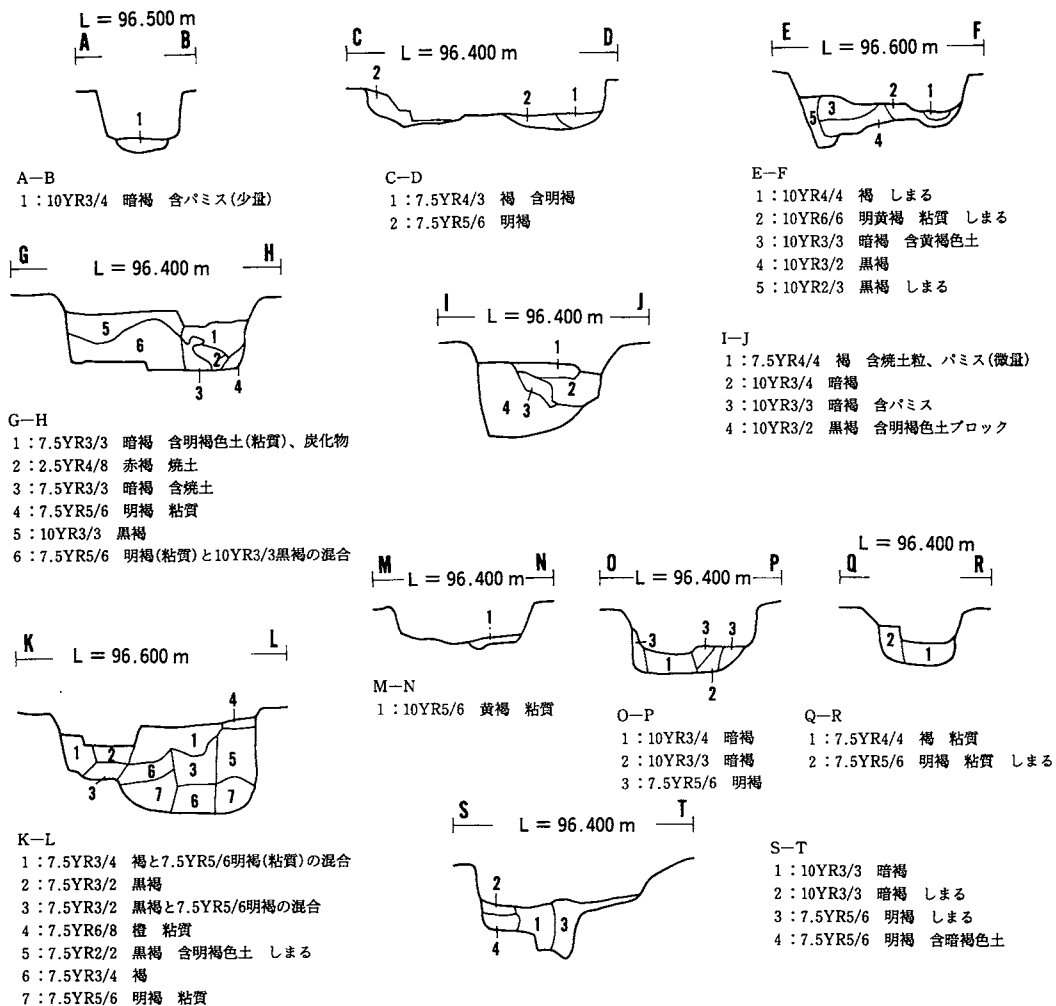 L = 96.500 m
A B
1
A—B
1：10YR3/4 暗褐 含パミス(少量)
C D
L = 96.400 m
2 2 1
C—D
1：7.5YR4/3 褐 含明褐
2：7.5YR5/6 明褐
E F
L = 96.600 m
5 3 2 1 4
E—F
1：10YR4/4 褐 しまる
2：10YR6/6 明黄褐 粘質 しまる
3：10YR3/3 暗褐 含黄褐色土
4：10YR3/2 黒褐
5：10YR2/3 黒褐 しまる
G H
L = 96.400 m
5 6 1 2 3 4
G—H
1：7.5YR3/3 暗褐 含明褐色土(粘質)、炭化物
2：2.5YR4/8 赤褐 焼土
3：7.5YR3/3 暗褐 含焼土
4：7.5YR5/6 明褐 粘質
5：10YR3/3 黒褐
6：7.5YR5/6 明褐(粘質)と10YR3/3黒褐の混合
I J
L = 96.400 m
1 2 3 4
I—J
1：7.5YR4/4 褐 含焼土粒、パミス(微量)
2：10YR3/4 暗褐
3：10YR3/3 暗褐 含パミス
4：10YR3/2 黒褐 含明褐色土ブロック
K L
L = 96.600 m
1 2 3 6 7 1 3 6 4 5 7
K—L
1：7.5YR3/4 褐と7.5YR5/6明褐(粘質)の混合
2：7.5YR3/2 黒褐
3：7.5YR3/2 黒褐と7.5YR5/6明褐の混合
4：7.5YR6/8 橙 粘質
5：7.5YR2/2 黒褐 含明褐色土 しまる
6：7.5YR3/4 褐
7：7.5YR5/6 明褐 粘質
M N
L = 96.400 m
1
M—N
1：10YR5/6 黄褐 粘質
O P
L = 96.400 m
3 1 3 3 2
O—P
1：10YR3/4 暗褐
2：10YR3/3 暗褐
3：7.5YR5/6 明褐
L = 96.400 m
Q R
2 1
Q—R
1：7.5YR4/4 褐 粘質
2：7.5YR5/6 明褐 粘質 しまる
S T
L = 96.400 m
2 1 3 4
S—T
1：10YR3/3 暗褐
2：10YR3/3 暗褐 しまる
3：7.5YR5/6 明褐 しまる
4：7.5YR5/6 明褐 含暗褐色土